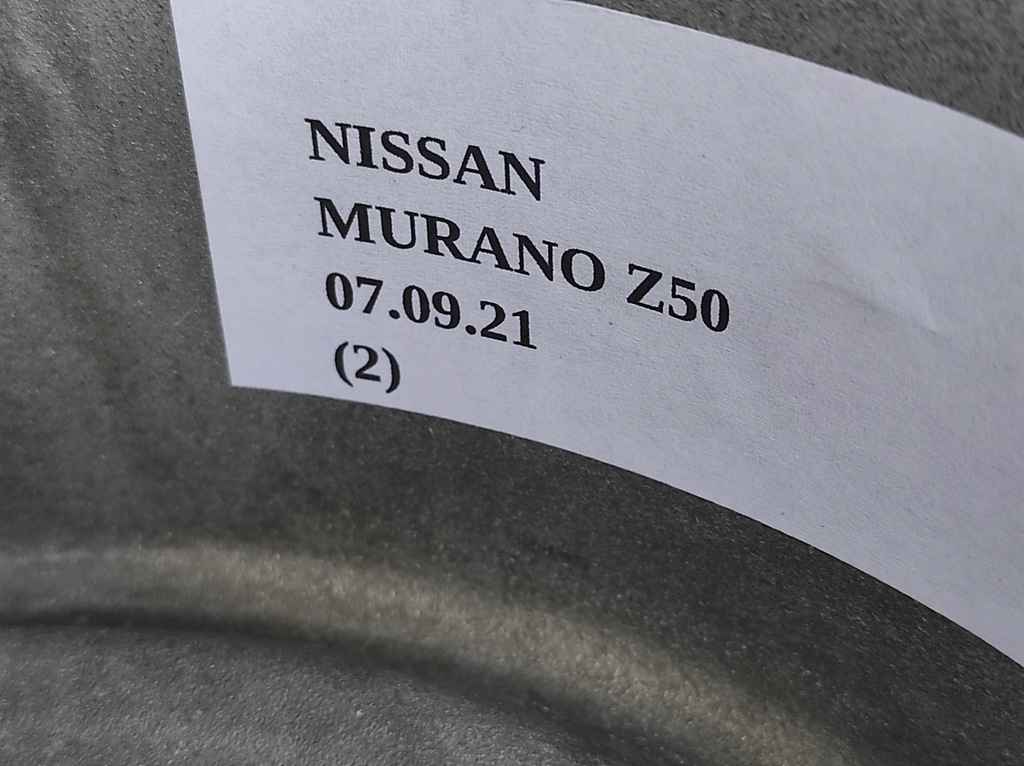 NISSAN
MURANO Z50
07.09.21
(2)